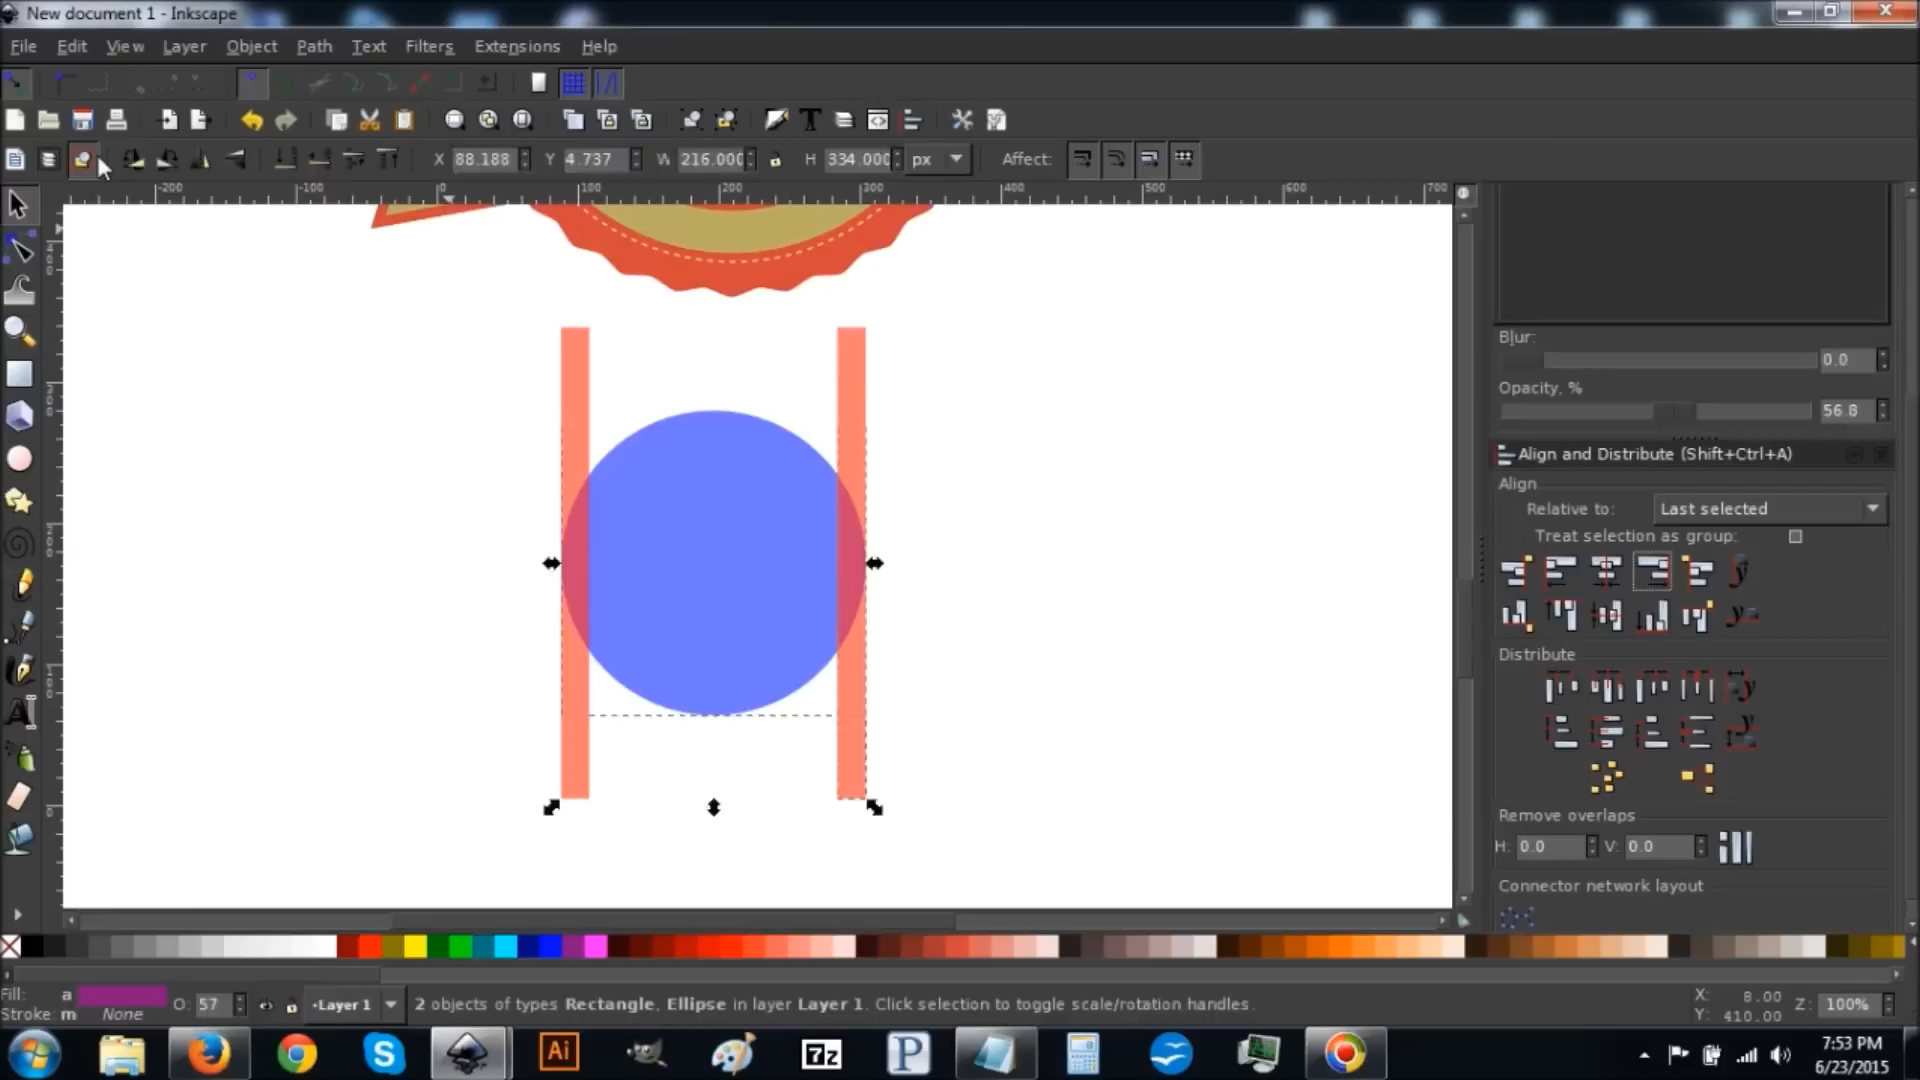 New document 1 - Inkscape
File Edit View Layer Object Path Text Filters Extensions Help
X 88.188 Y 4.737 W 216.000 H 334.000 px Affect:
-200 -100 0 100 200 300 400 500 600 700
Blur:
0.0
Opacity, %
56.8
Align and Distribute (Shift+Ctrl+A)
Align
Relative to: Last selected
Treat selection as group:
Distribute
Remove overlaps
H: 0.0 V: 0.0
Connector network layout
Fill: a O: 57 Layer 1 2 objects of types Rectangle, Ellipse in layer Layer 1. Click selection to toggle scale/rotation handles. X: 8.00 Z: 100%
Stroke: m None Y: 410.00
Ai
7z
P
7:53 PM
6/23/2015